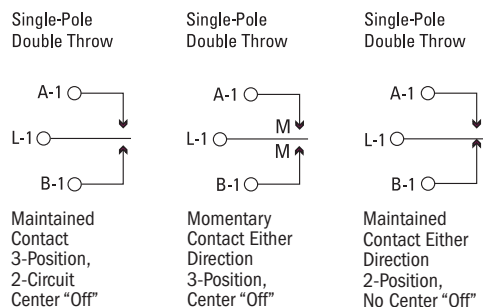 Single-Pole
Double Throw
A-1
L-1
B-1
Maintained
Contact
3-Position,
2-Circuit
Center “Off”
Single-Pole
Double Throw
A-1
M
L-1
M
B-1
Momentary
Contact Either
Direction
3-Position,
Center “Off”
Single-Pole
Double Throw
A-1
L-1
B-1
Maintained
Contact Either
Direction
2-Position,
No Center “Off”